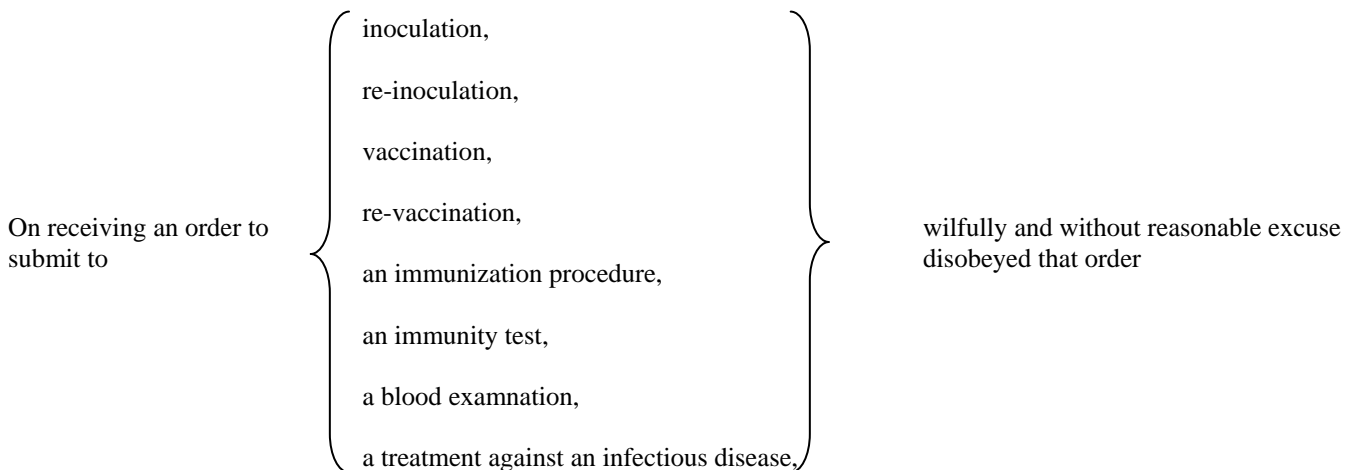 On receiving an order to
submit to
inoculation,
re-inoculation,
vaccination,
re-vaccination,
an immunization procedure,
an immunity test,
a blood examnation,
a treatment against an infectious disease,
wilfully and without reasonable excuse
disobeyed that order